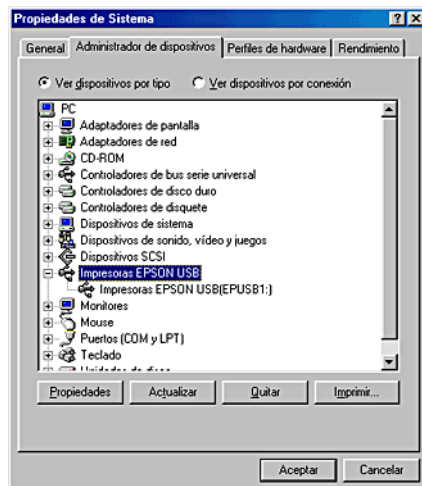 Propiedades de Sistema
General Administrador de dispositivos Perfiles de hardware Rendimiento
Ver dispositivos por tipo Ver dispositivos por conexión
PC
Adaptadores de pantalla
Adaptadores de red
CD-ROM
Controladores de bus serie universal
Controladores de disco duro
Controladores de disquete
Dispositivos de sistema
Dispositivos de sonido, vídeo y juegos
Dispositivos SCSI
Impresoras EPSON USB
Impresoras EPSON USB(EPUSB1:)
Monitores
Mouse
Puertos (COM y LPT)
Teclado
Unidades de disco
Propiedades Actualizar Quitar Imprimir...
Aceptar Cancelar